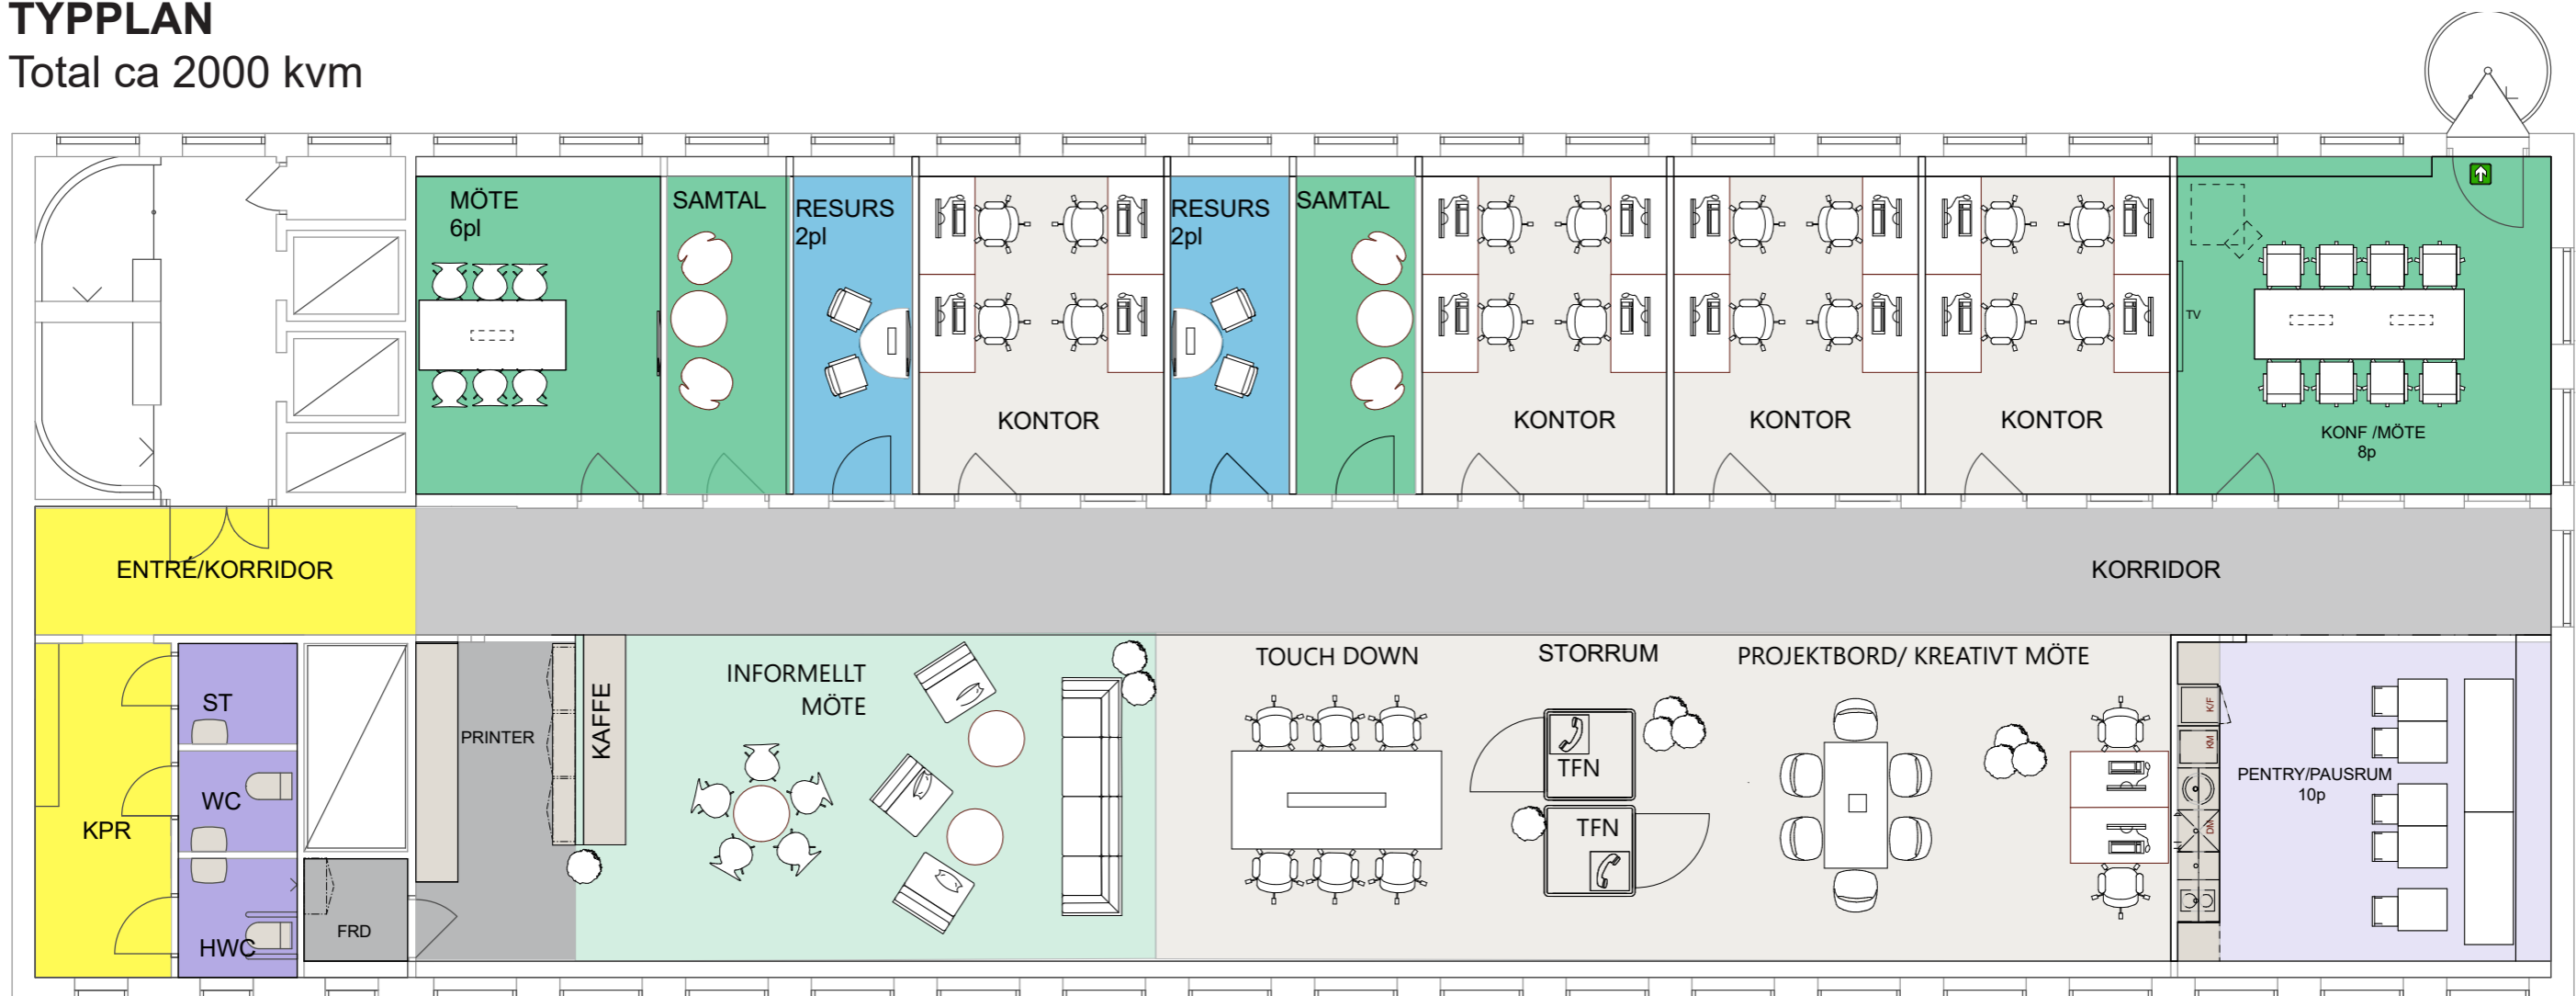 TYPPLAN
Total ca 2000 kvm
MÖTE
6pl
SAMTAL
RESURS
2pl
KONTOR
RESURS
2pl
SAMTAL
KONTOR
KONTOR
KONTOR
TV
KONF /MÖTE
8p
ENTRÉ/KORRIDOR
KORRIDOR
KPR
ST
WC
HWC
FRD
PRINTER
KAFFE
INFORMELLT
MÖTE
TOUCH DOWN
STORRUM
TFN
TFN
PROJEKTBORD/ KREATIVT MÖTE
K/F
KM
DM
PENTRY/PAUSRUM
10p